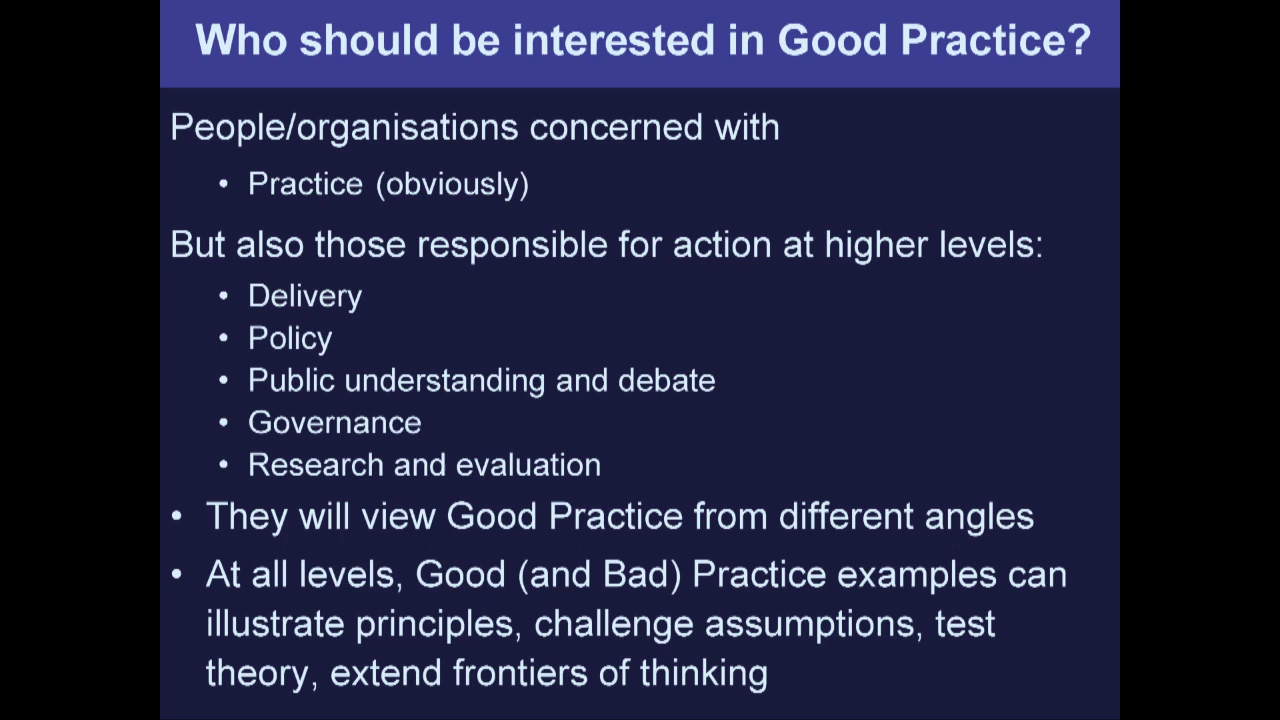 Who should be interested in Good Practice?
People/organisations concerned with
• Practice (obviously)
But also those responsible for action at higher levels:
• Delivery
• Policy
• Public understanding and debate
• Governance
• Research and evaluation
• They will view Good Practice from different angles
• At all levels, Good (and Bad) Practice examples can
illustrate principles, challenge assumptions, test
theory, extend frontiers of thinking